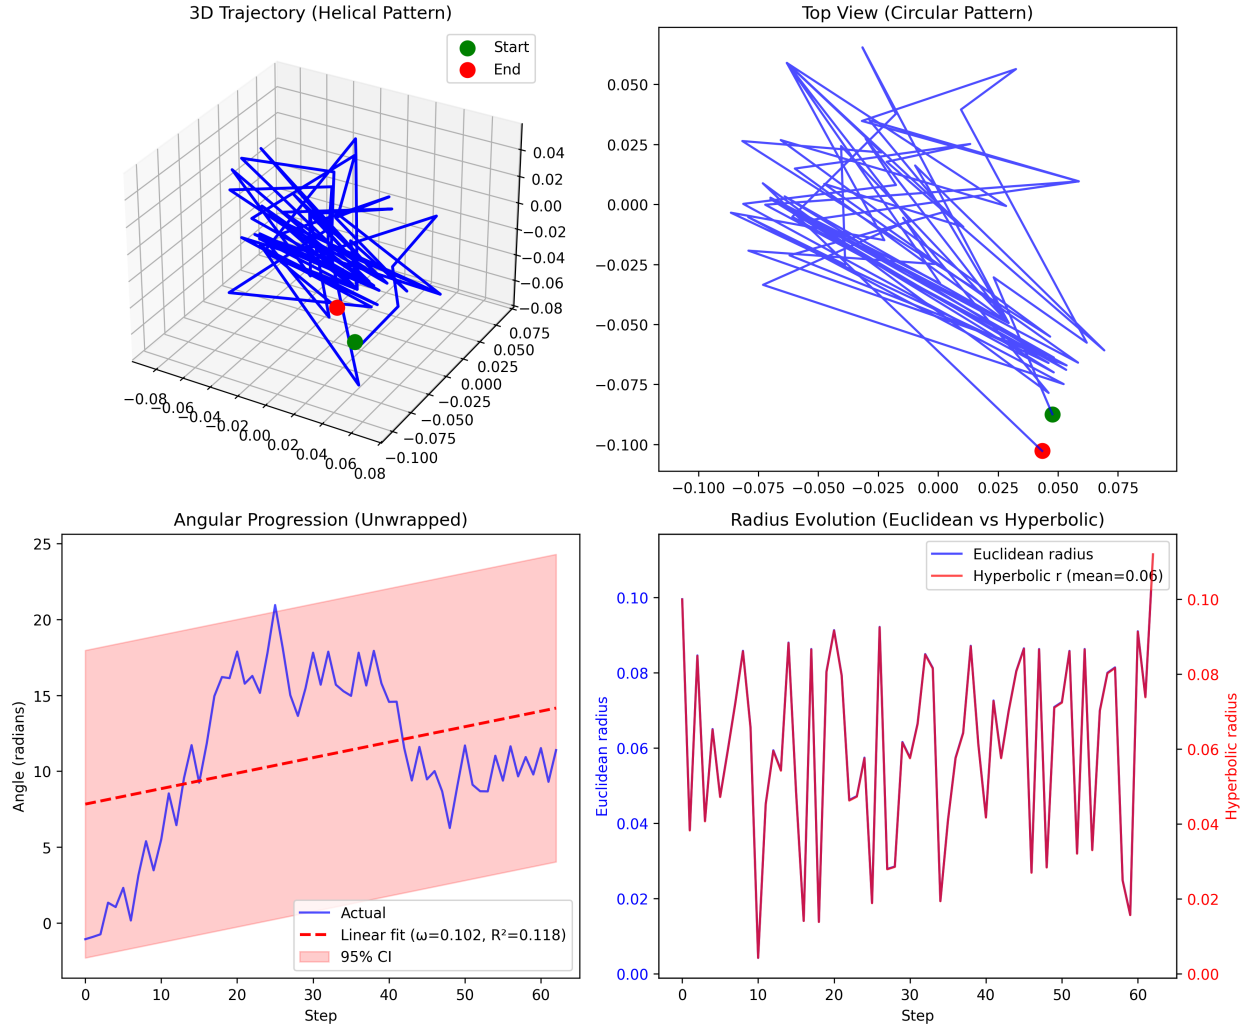 3D Trajectory (Helical Pattern)
Start
End
0.04
0.02
0.00
−0.02
−0.04
−0.06
−0.08
0.075
0.050
0.025
0.000
−0.025
−0.050
−0.075
−0.100
−0.08
−0.06
−0.04
−0.02
0.00
0.02
0.04
0.06
0.08
Top View (Circular Pattern)
0.050
0.025
0.000
−0.025
−0.050
−0.075
−0.100
−0.100 −0.075 −0.050 −0.025 0.000 0.025 0.050 0.075
Angular Progression (Unwrapped)
Angle (radians)
25
20
15
10
5
0
Actual
Linear fit (ω=0.102, R²=0.118)
95% CI
0 10 20 30 40 50 60
Step
Radius Evolution (Euclidean vs Hyperbolic)
Euclidean radius
Hyperbolic r (mean=0.06)
Euclidean radius
0.10
0.08
0.06
0.04
0.02
0.00
0.10
0.08
0.06
0.04
0.02
0.00
Hyperbolic radius
0 10 20 30 40 50 60
Step